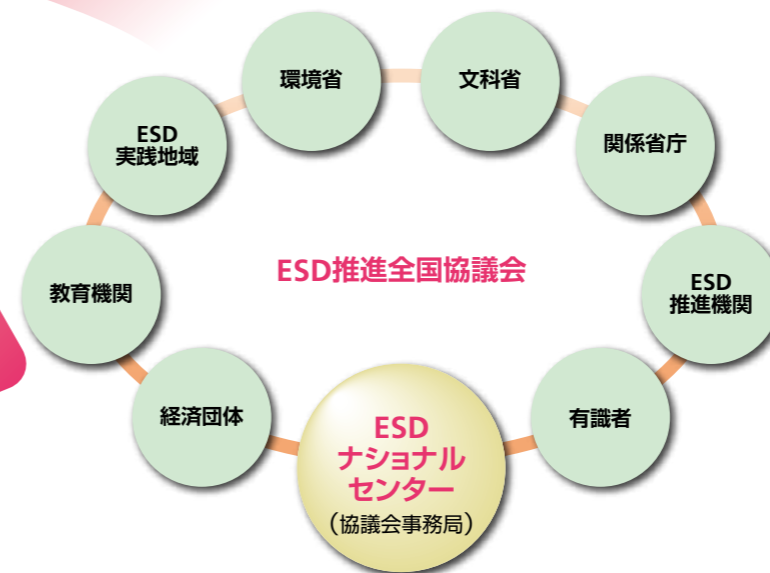 環境省
文科省
ESD
実践地域
関係省庁
ESD推進全国協議会
教育機関
ESD
推進機関
経済団体
有識者
ESD
ナショナル
センター
（協議会事務局）